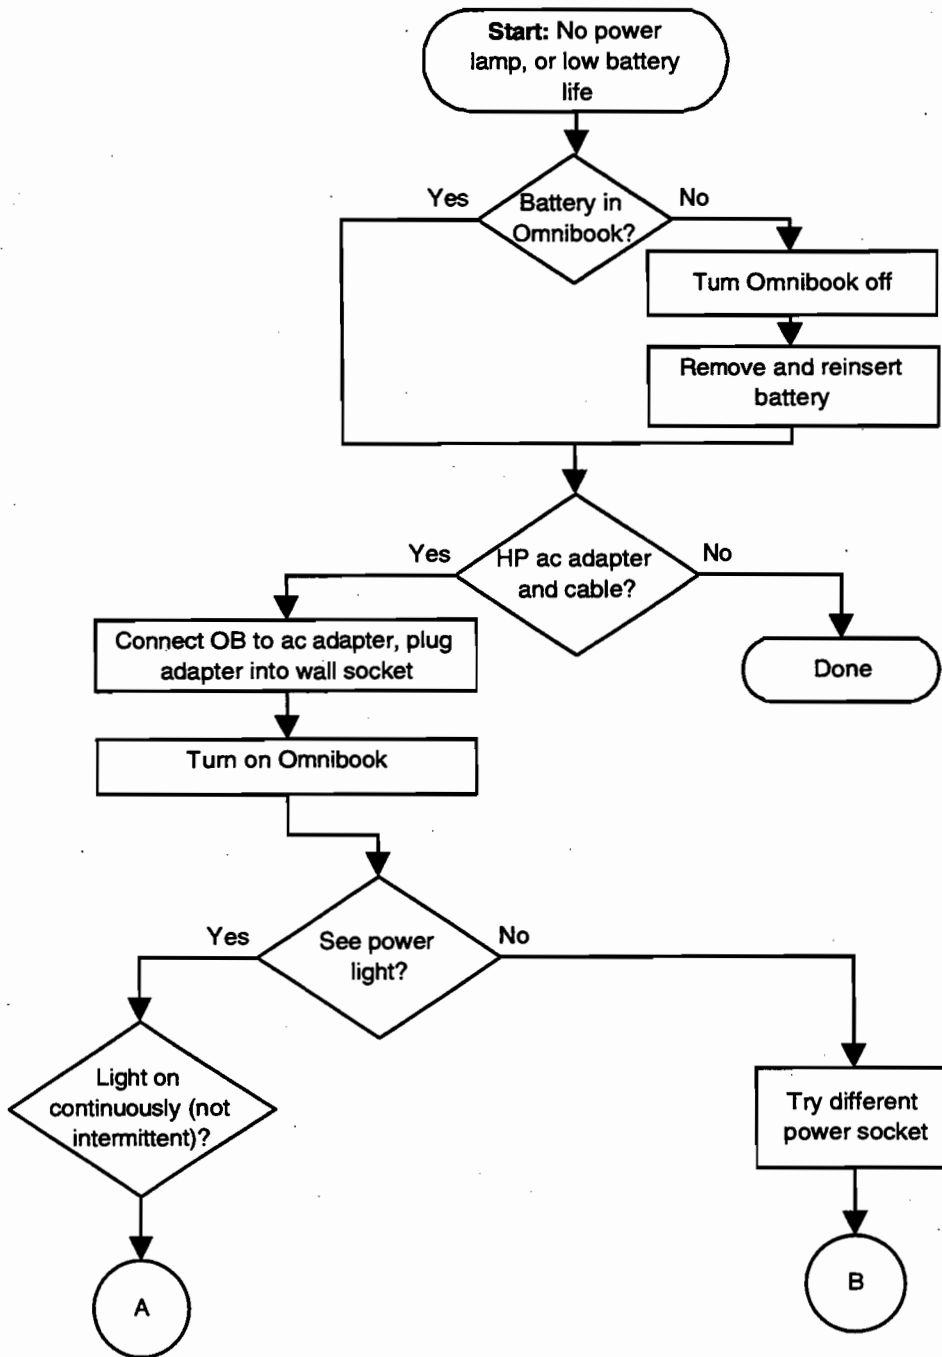 Start: No power
lamp, or low battery
life
Yes
Battery in
Omnibook?
No
Turn Omnibook off
Remove and reinsert
battery
Yes
HP ac adapter
and cable?
No
Connect OB to ac adapter, plug
adapter into wall socket
Done
Turn on Omnibook
Yes
See power
light?
No
Light on
continuously (not
intermittent)?
Try different
power socket
A
B